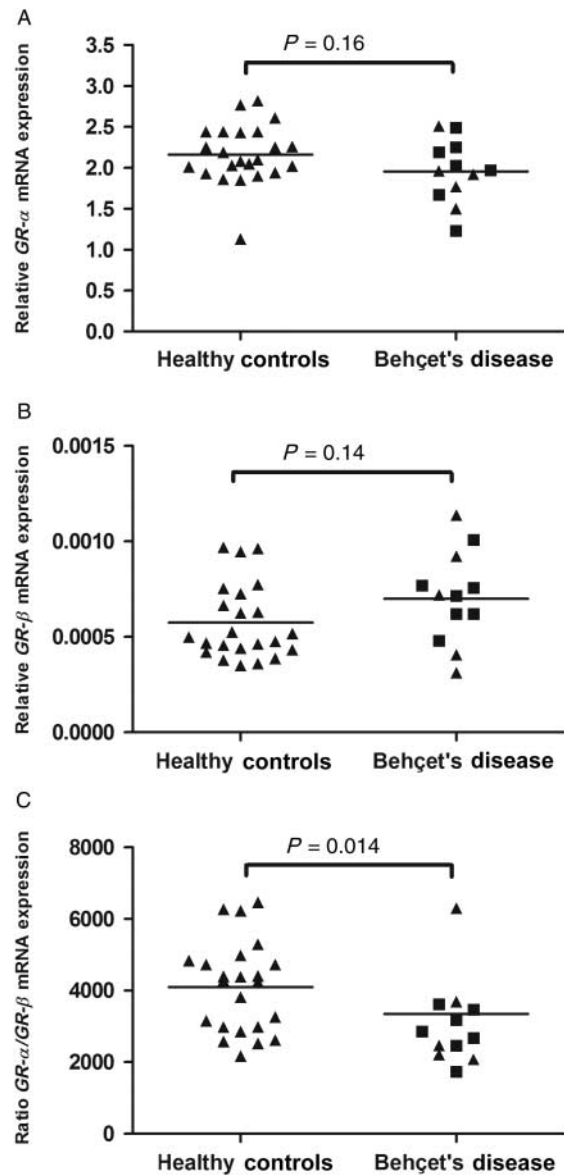 A
P = 0.16
Relative GR-α mRNA expression
3.5
3.0
2.5
2.0
1.5
1.0
0.5
0.0
Healthy controls Behçet's disease
B
P = 0.14
Relative GR-β mRNA expression
0.0015
0.0010
0.0005
0.0000
Healthy controls Behçet's disease
C
P = 0.014
Ratio GR-α/GR-β mRNA expression
8000
6000
4000
2000
0
Healthy controls Behçet's disease